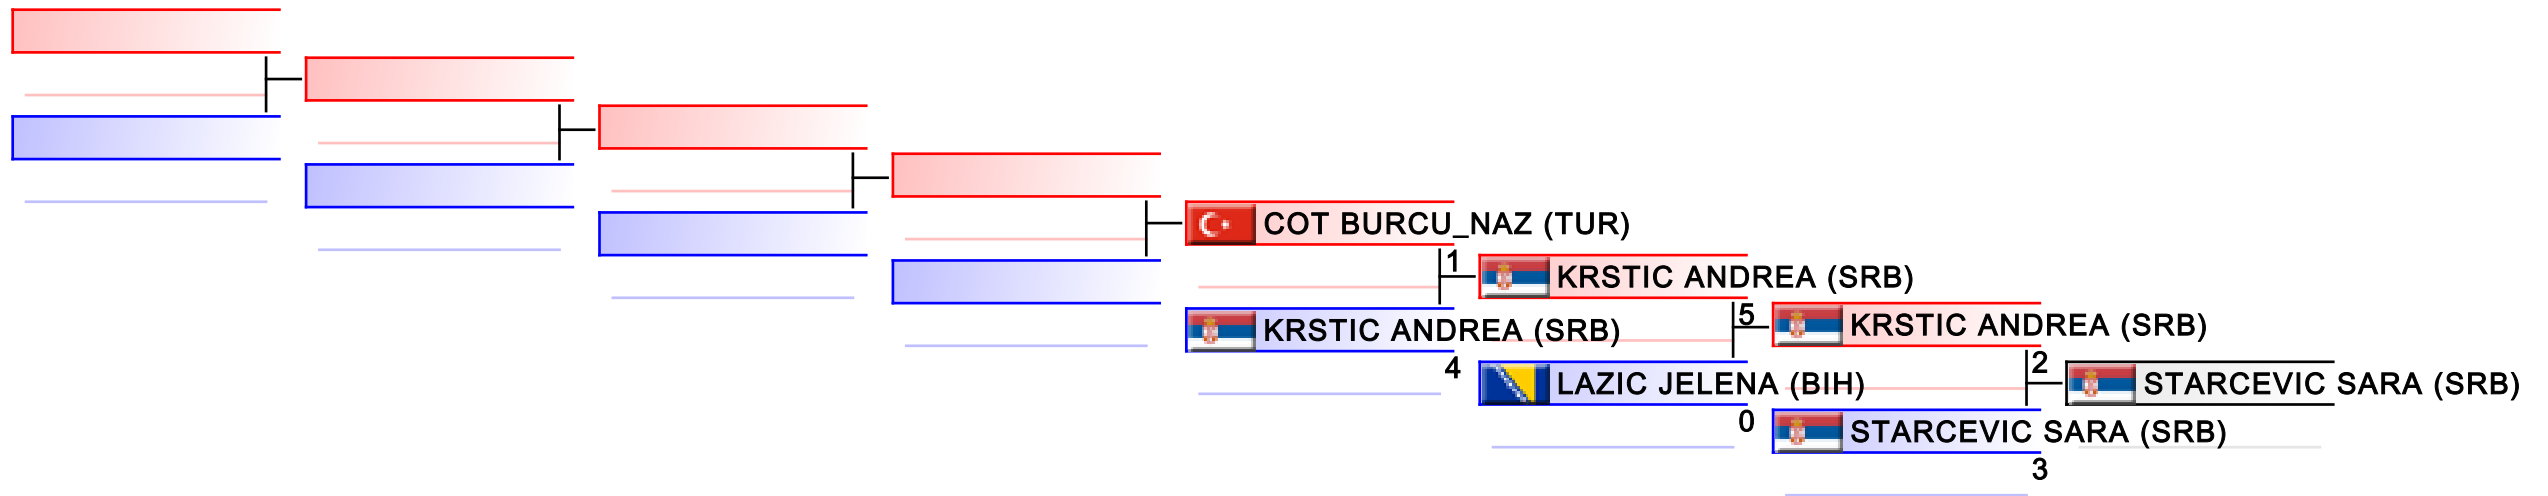 COT BURCU_NAZ (TUR)
1
KRSTIC ANDREA (SRB)
KRSTIC ANDREA (SRB)
4
5
LAZIC JELENA (BIH)
0
KRSTIC ANDREA (SRB)
2
STARCEVIC SARA (SRB)
3
STARCEVIC SARA (SRB)